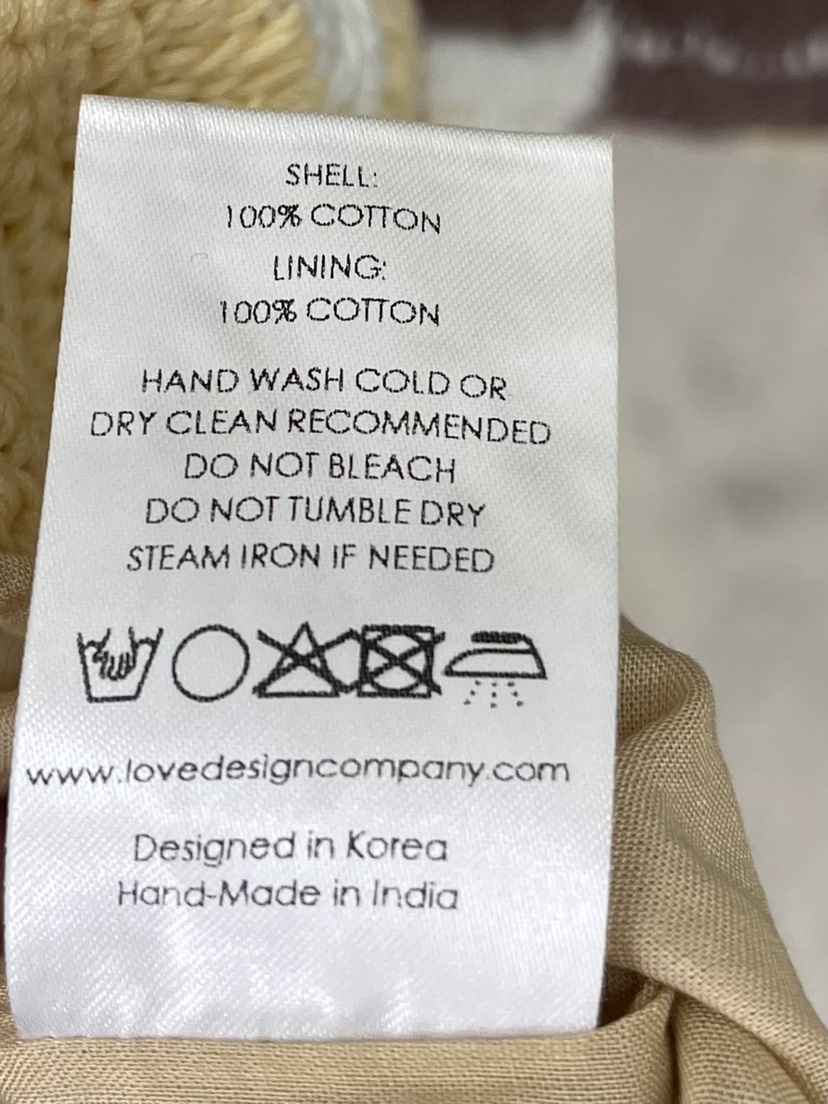 SHELL:
100% COTTON
LINING:
100% COTTON
HAND WASH COLD OR
DRY CLEAN RECOMMENDED
DO NOT BLEACH
DO NOT TUMBLE DRY
STEAM IRON IF NEEDED
www.lovedesigncompany.com
Designed in Korea
Hand-Made in India